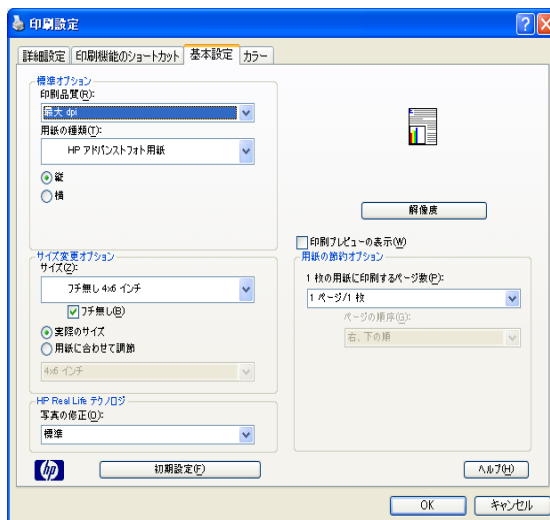 印刷設定
詳細設定 印刷機能のショートカット 基本設定 カラー
標準オプション
印刷品質(R):
最大 dpi
用紙の種類(T):
HP アドバンストフォト用紙
縦
横
解像度
印刷プレビューの表示(W)
サイズ変更オプション
サイズ(Z):
フチ無し 4x6 インチ
フチ無し(B)
実際のサイズ
用紙に合わせて調節
4x6 インチ
用紙の節約オプション
1 枚の用紙に印刷するページ数(P):
1 ページ/1 枚
ページの順序(G):
右、下の順
HP Real Life テクノロジ
写真の修正(O):
標準
hp
初期設定(F)
ヘルプ(H)
OK
キャンセル